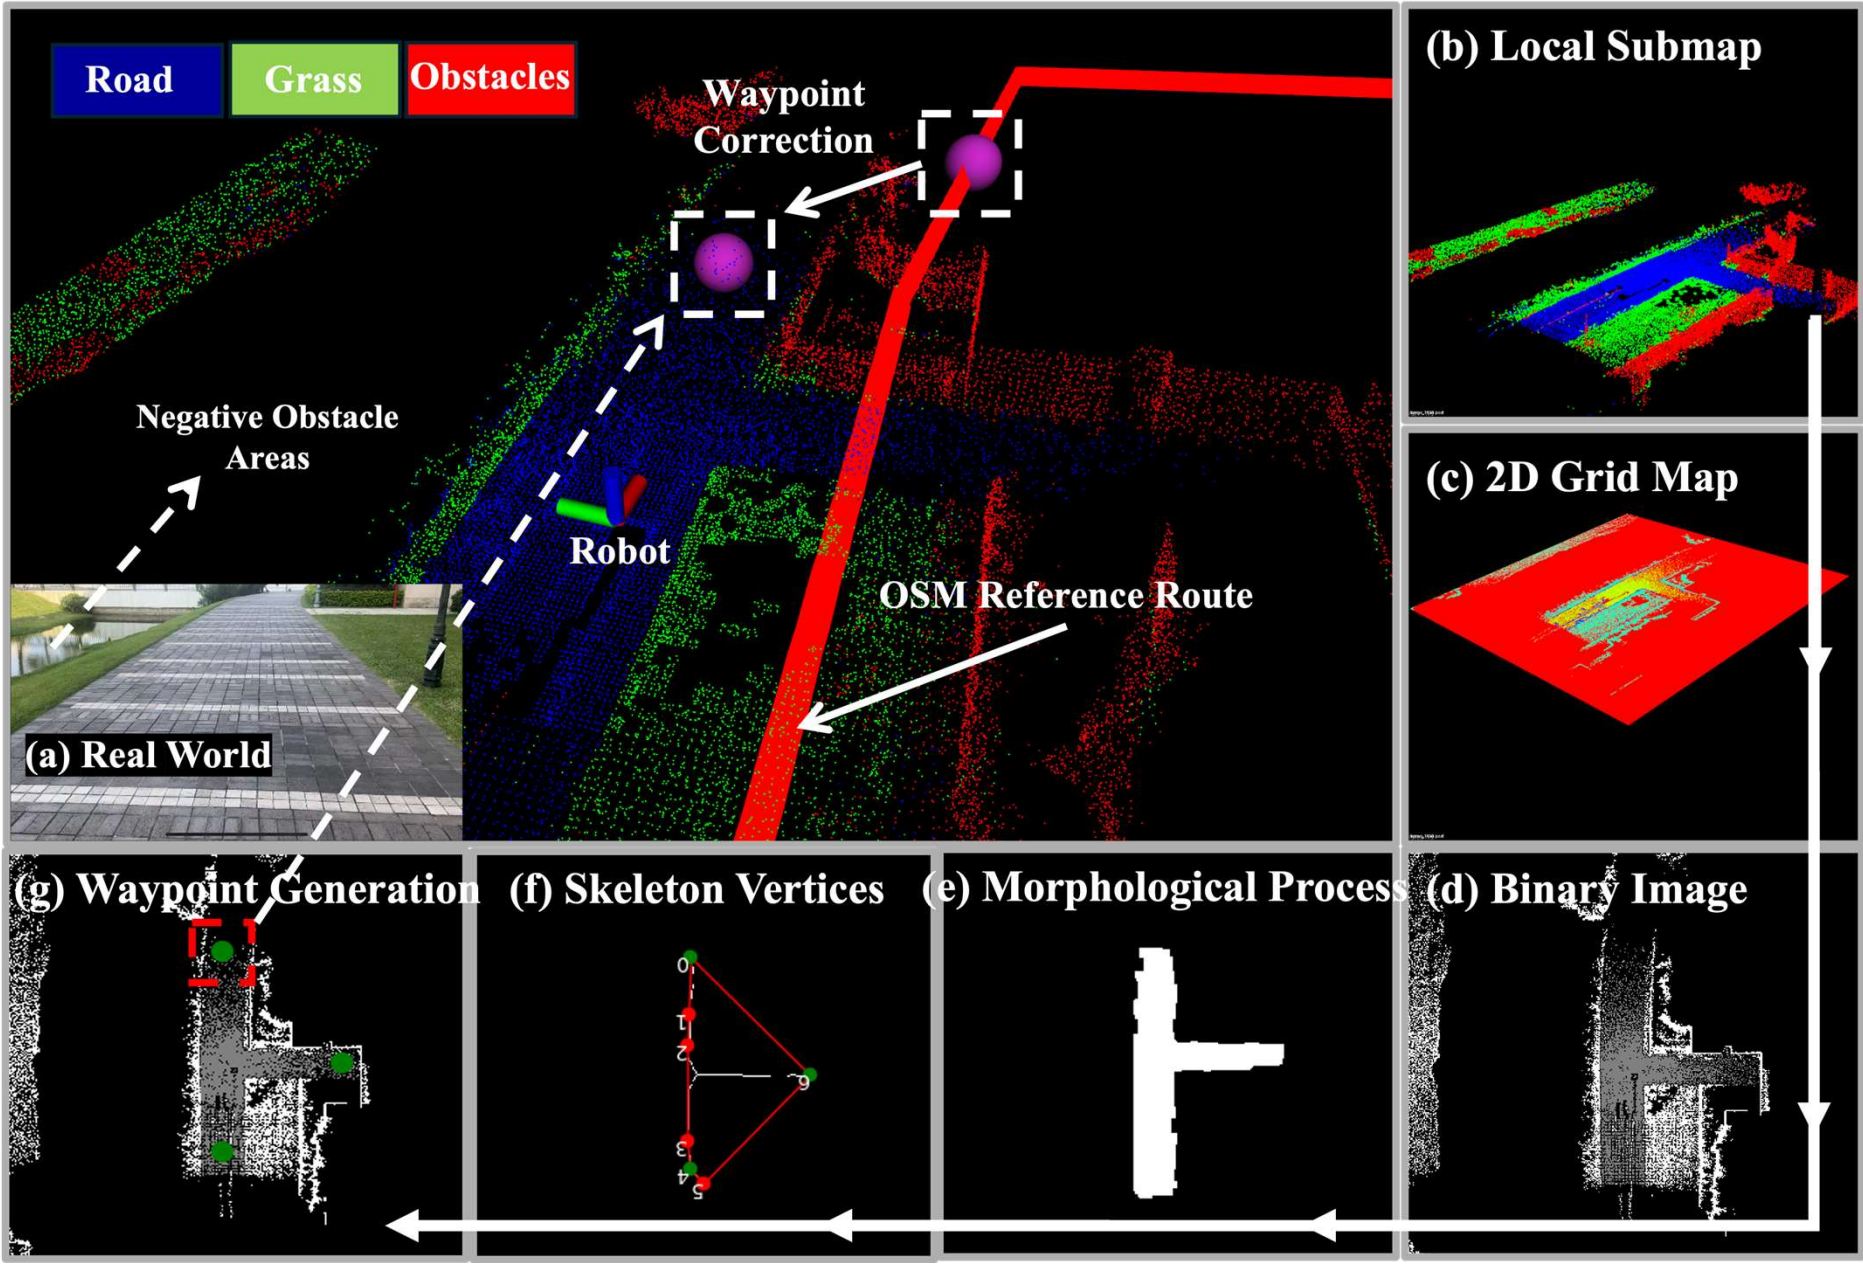 Road
Grass
Obstacles
Waypoint
Correction
Negative Obstacle
Areas
Robot
OSM Reference Route
(a) Real World
(b) Local Submap
(c) 2D Grid Map
(g) Waypoint Generation
(f) Skeleton Vertices
(e) Morphological Process
(d) Binary Image
0
1
2
6
3
4
5